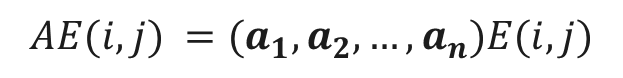 AE(i,j) = (a₁, a₂, …, aₙ)E(i,j)